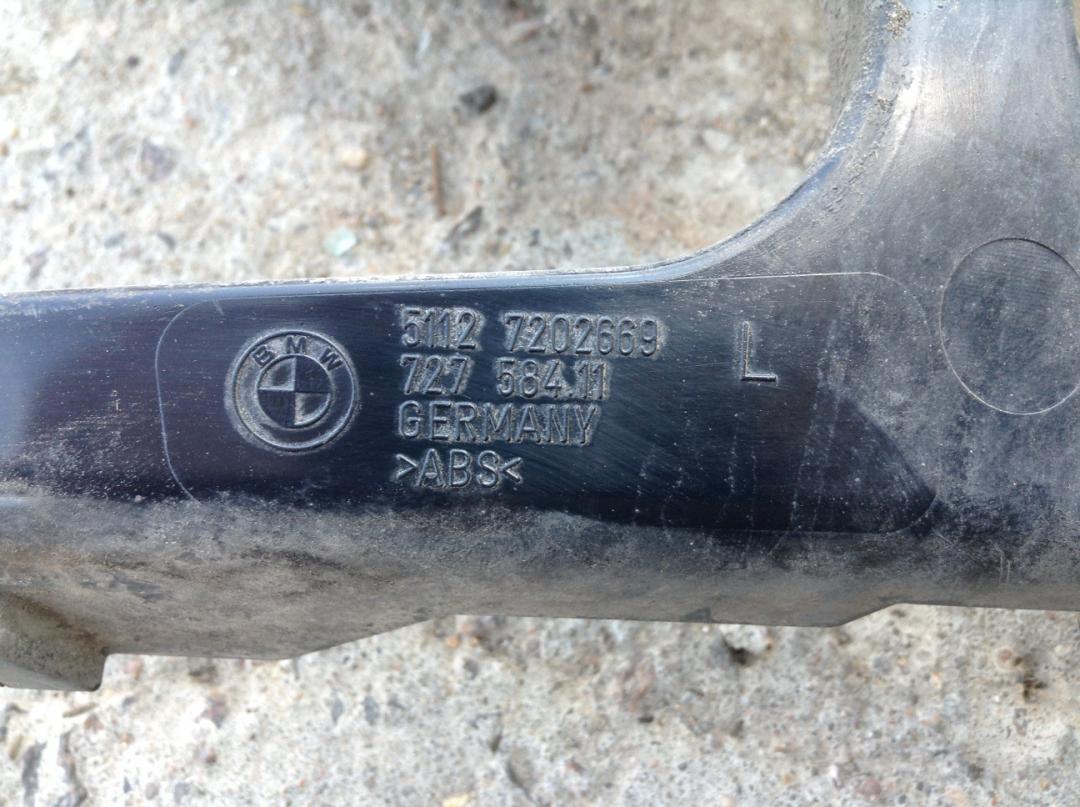 BMW
5112 7202669
727 584.11
GERMANY
>ABS<
L